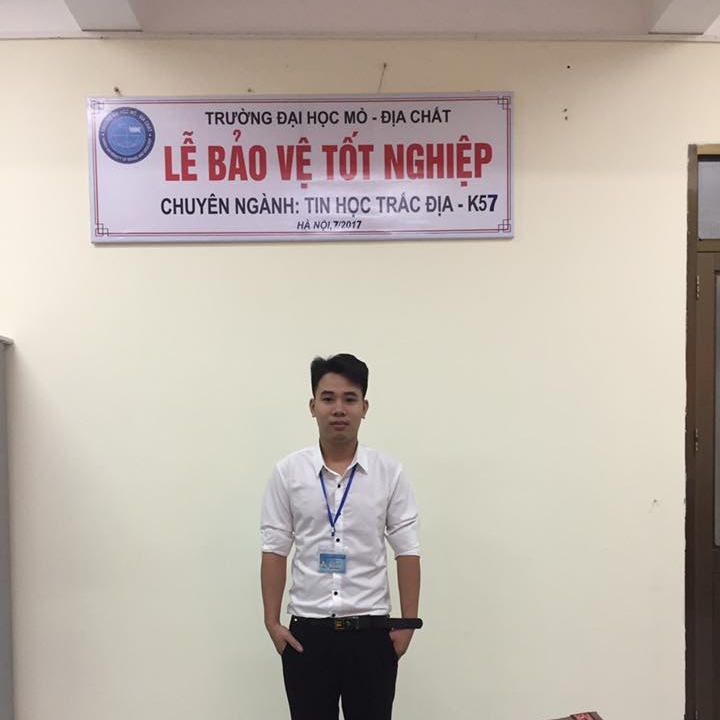 TRƯỜNG ĐẠI HỌC MỎ - ĐỊA CHẤT
LỄ BẢO VỆ TỐT NGHIỆP
CHUYÊN NGÀNH: TIN HỌC TRẮC ĐỊA - K57
HÀ NỘI,7/2017